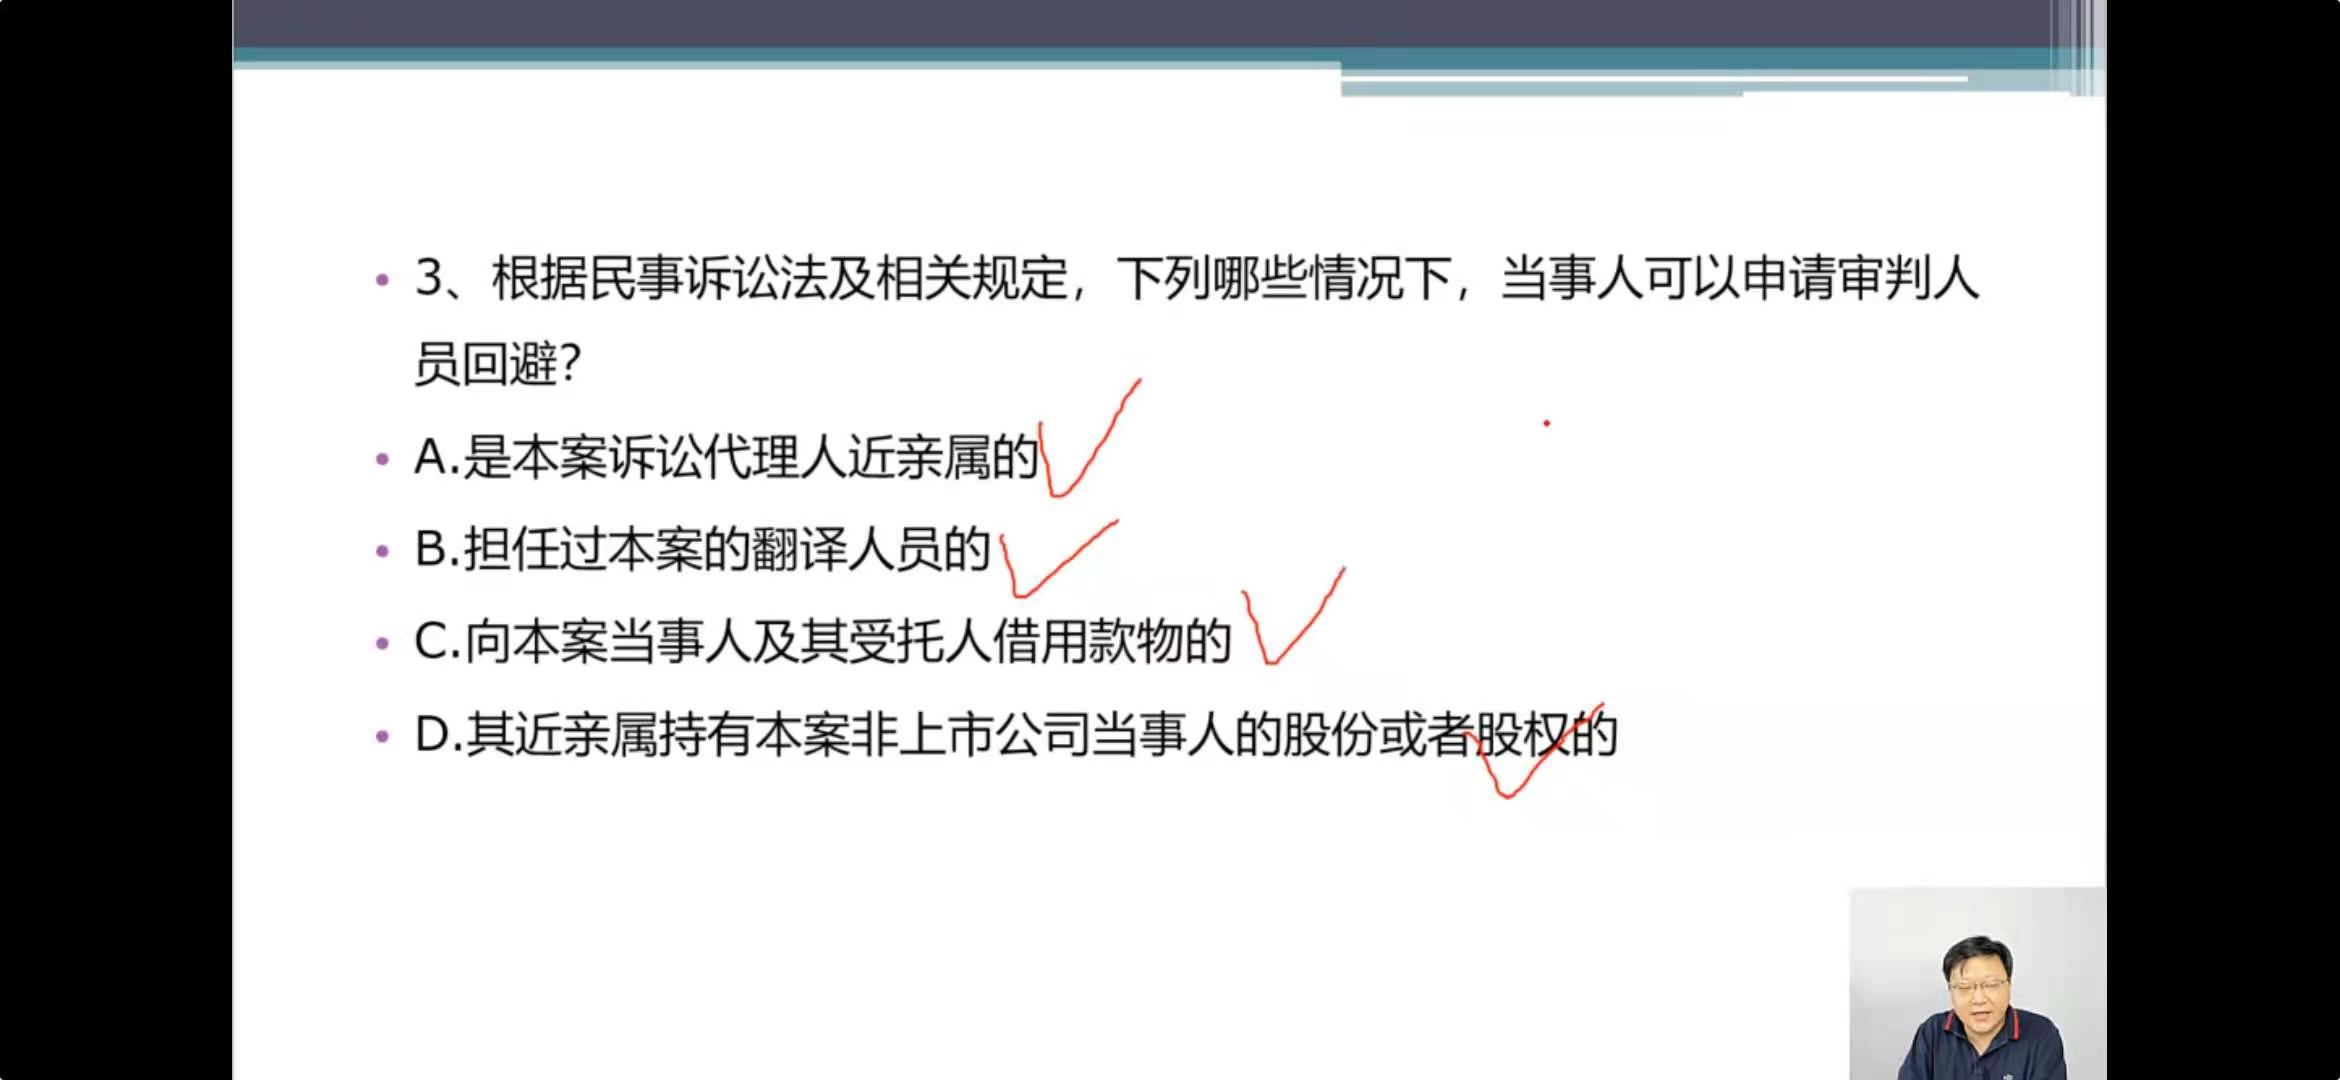 3、根据民事诉讼法及相关规定，下列哪些情况下，当事人可以申请审判人
员回避？
A.是本案诉讼代理人近亲属的
B.担任过本案的翻译人员的
C.向本案当事人及其受托人借用款物的
D.其近亲属持有本案非上市公司当事人的股份或者股权的